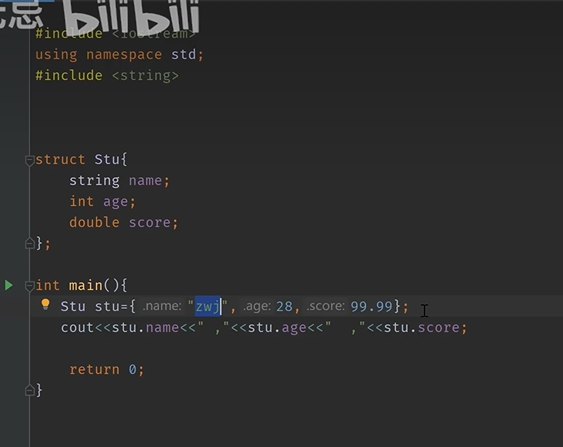 忘 bilibili
#include <iostream>
using namespace std;
#include <string>
struct Stu{
string name;
int age;
double score;
};
int main(){
Stu stu={ .name: "zwj", .age: 28, .score: 99.99};
cout<<stu.name<<" ,"<<stu.age<<"  ,"<<stu.score;
return 0;
}